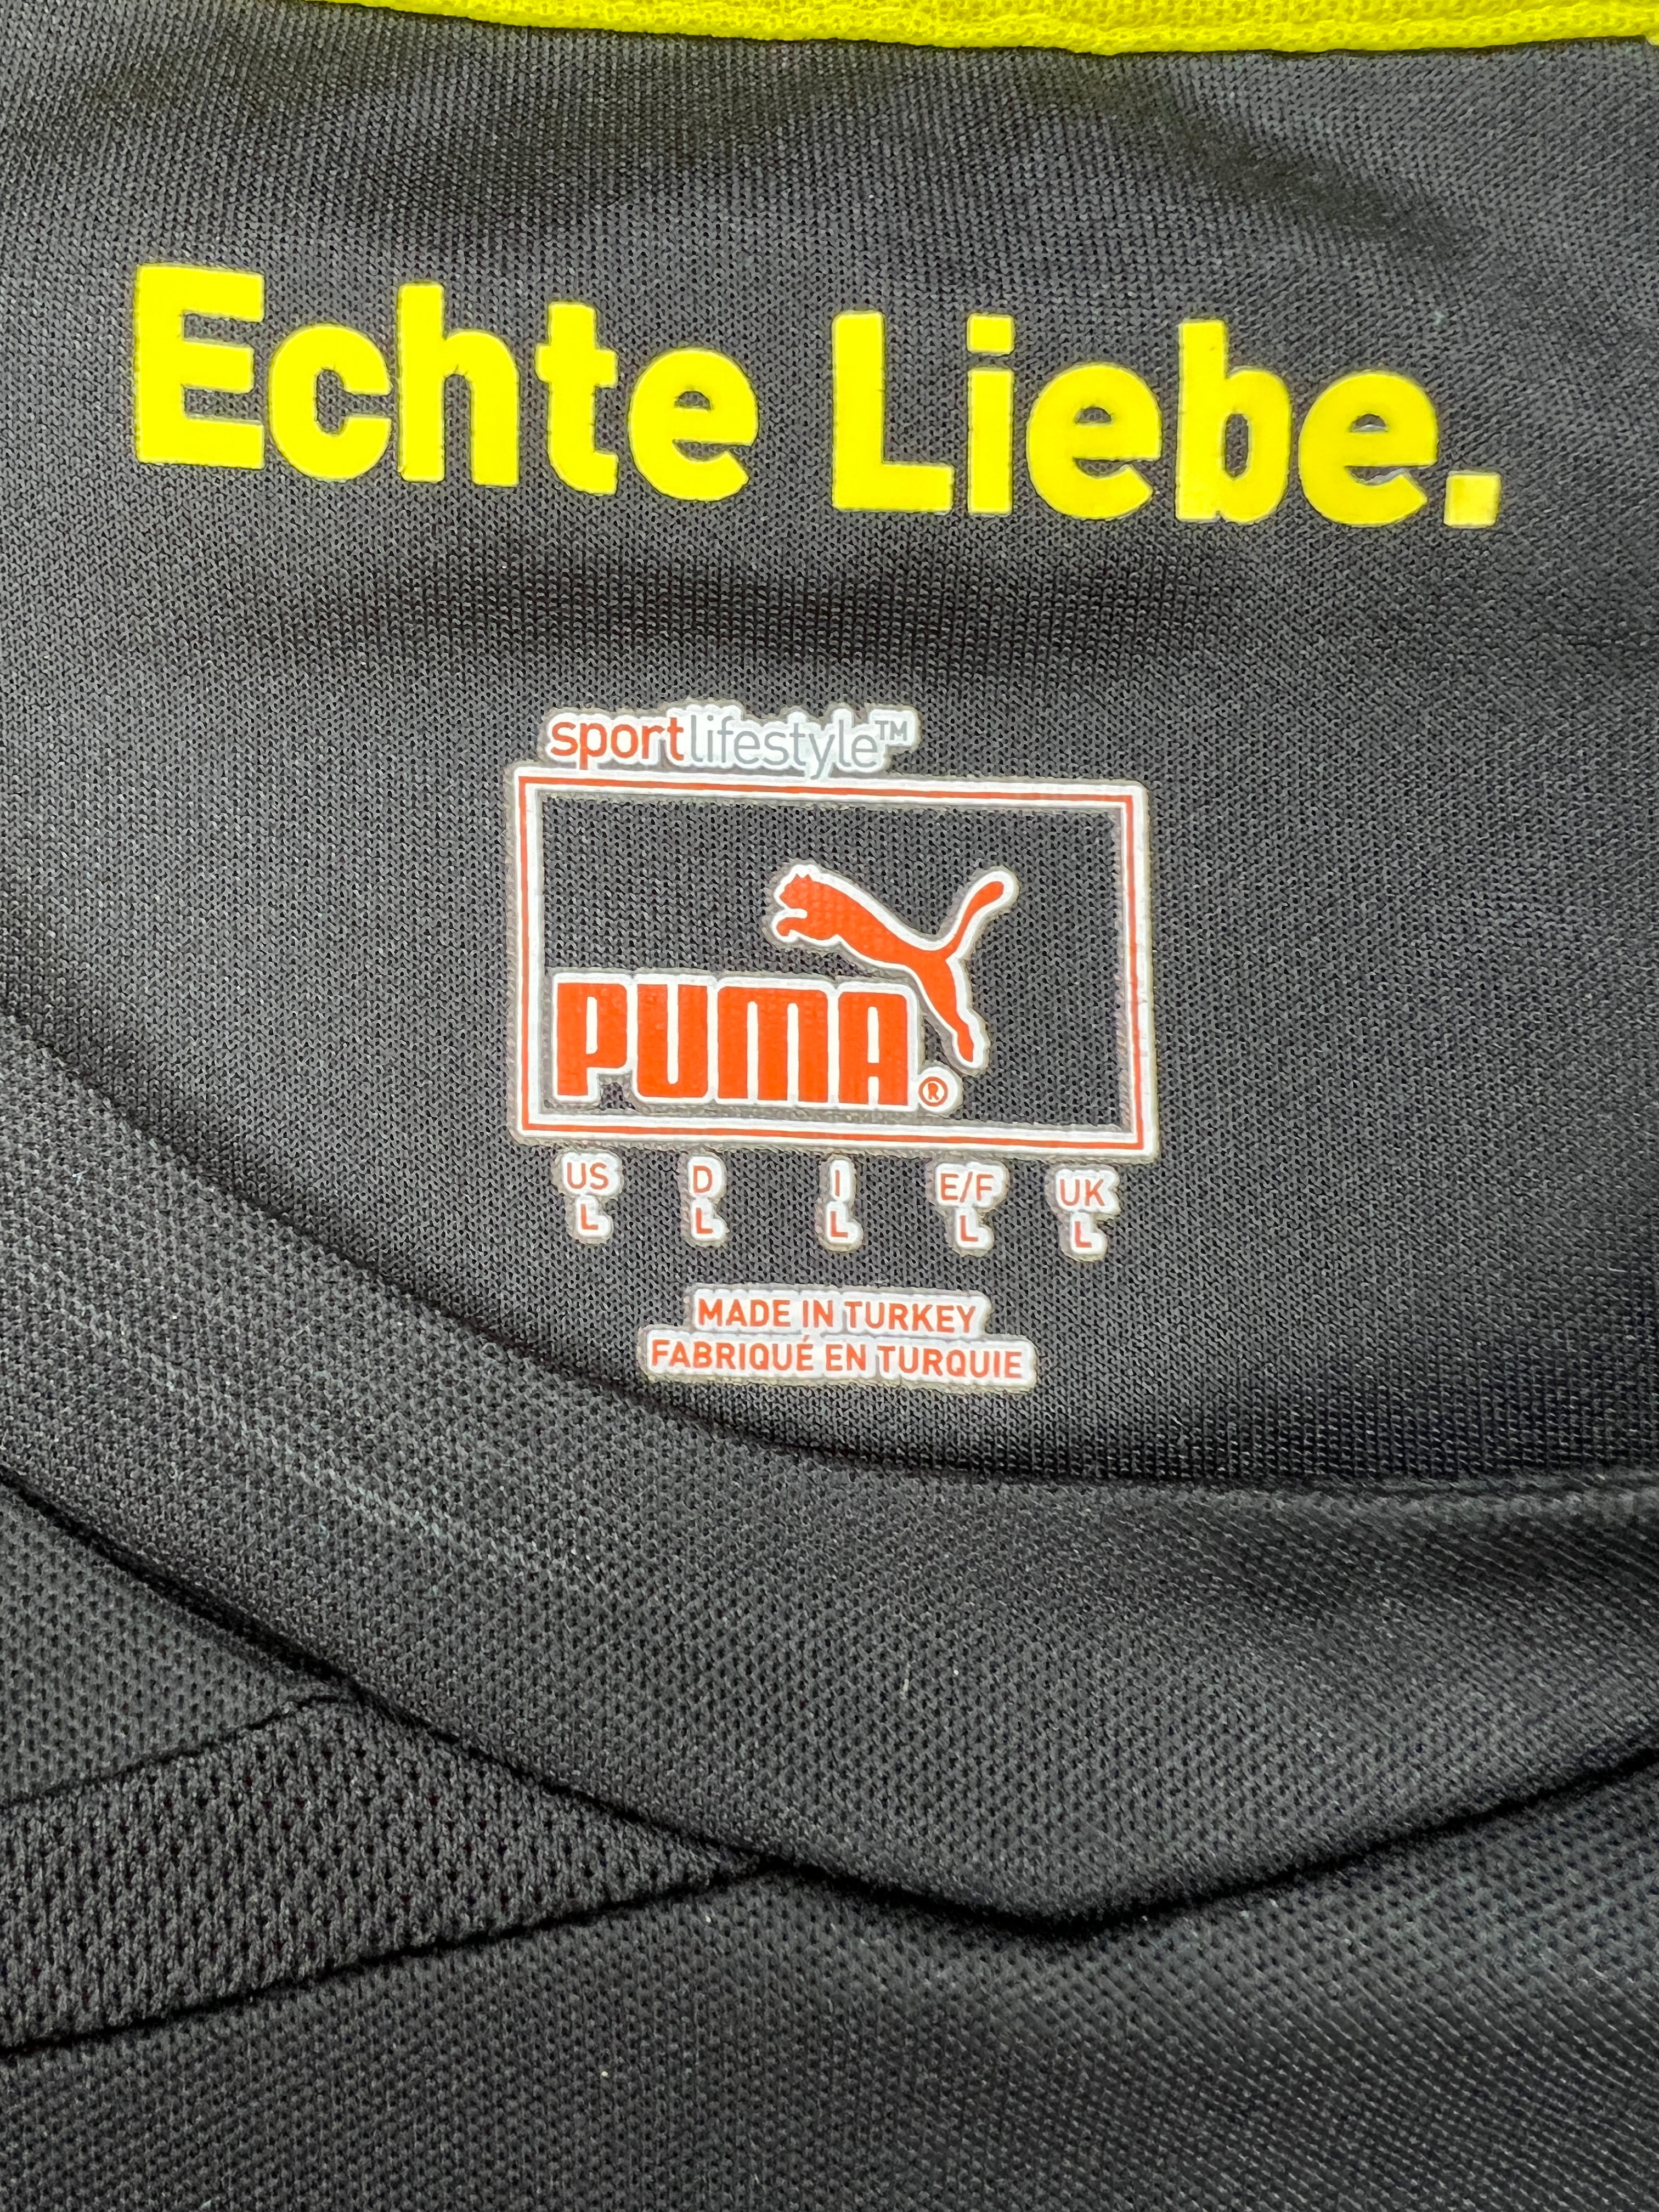 Echte Liebe.
sportlifestyle™
PUMA®
US D I E/F UK
L L L L L
MADE IN TURKEY
FABRIQUÉ EN TURQUIE